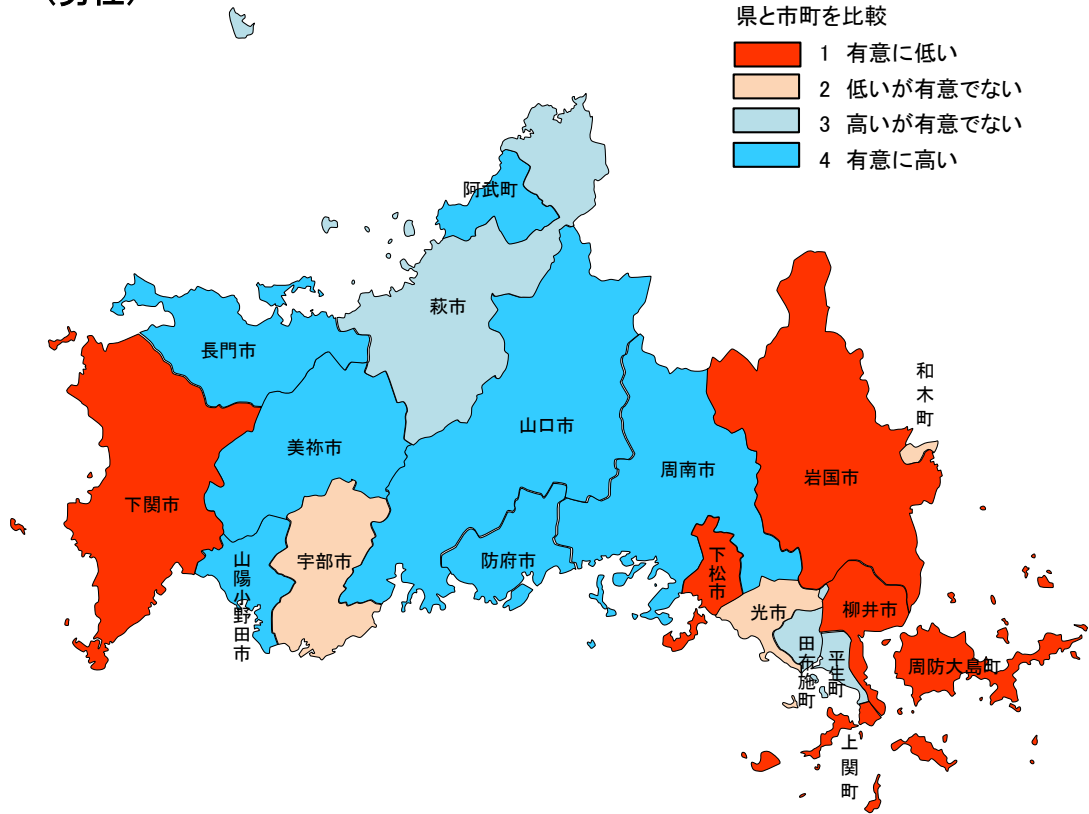 (男性)
県と市町を比較
1 有意に低い
2 低いが有意でない
3 高いが有意でない
4 有意に高い
阿武町
萩市
長門市
和木町
山口市
美祢市
周南市
岩国市
下関市
宇部市
防府市
下松市
山陽小野田市
光市
柳井市
田布施町
平生町
周防大島町
上関町